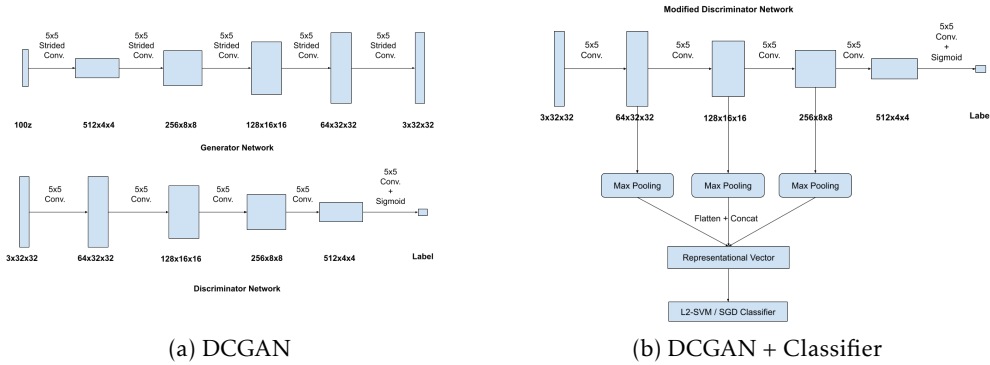 5x5
Strided
Conv.
5x5
Strided
Conv.
5x5
Strided
Conv.
5x5
Strided
Conv.
5x5
Strided
Conv.
100z
512x4x4
256x8x8
128x16x16
64x32x32
3x32x32
Generator Network
5x5
Conv.
5x5
Conv.
5x5
Conv.
5x5
Conv.
5x5
Conv.
+
Sigmoid
3x32x32
64x32x32
128x16x16
256x8x8
512x4x4
Label
Discriminator Network
(a) DCGAN
Modified Discriminator Network
5x5
Conv.
5x5
Conv.
5x5
Conv.
5x5
Conv.
5x5
Conv.
+
Sigmoid
3x32x32
64x32x32
128x16x16
256x8x8
512x4x4
Labe
Max Pooling
Max Pooling
Max Pooling
Flatten + Concat
Representational Vector
L2-SVM / SGD Classifier
(b) DCGAN + Classifier